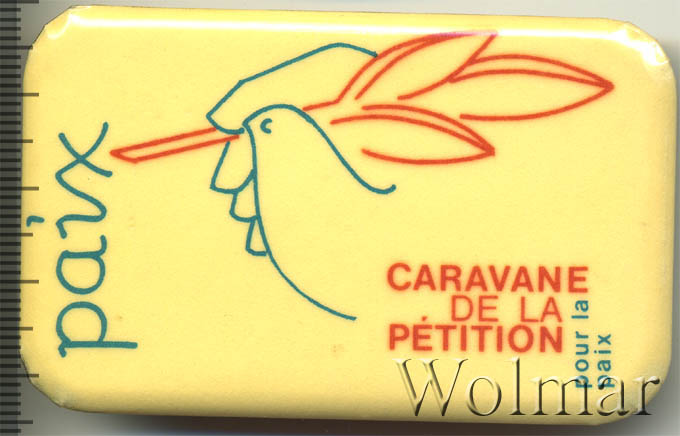 paix
CARAVANE
DE LA
PÉTITION
pour la
paix
Wolmar